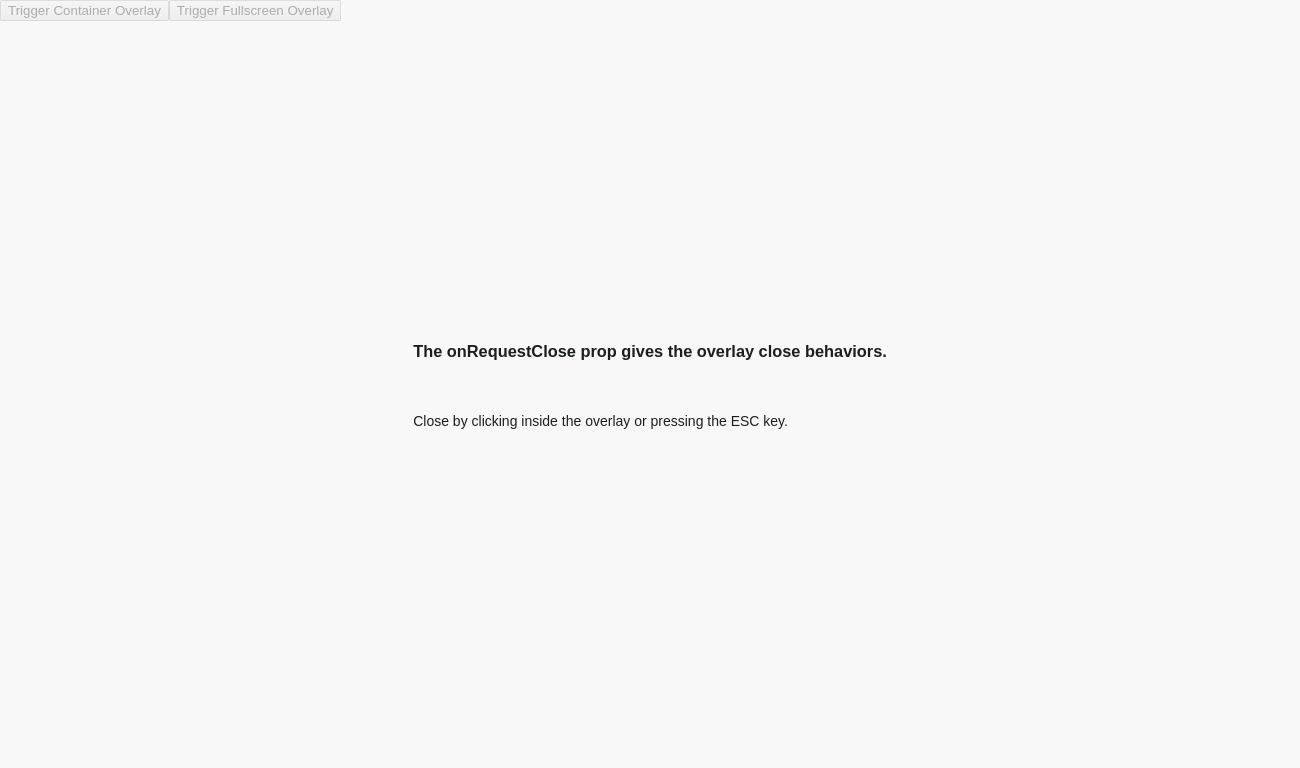 Trigger Container Overlay Trigger Fullscreen Overlay
The onRequestClose prop gives the overlay close behaviors.
Close by clicking inside the overlay or pressing the ESC key.